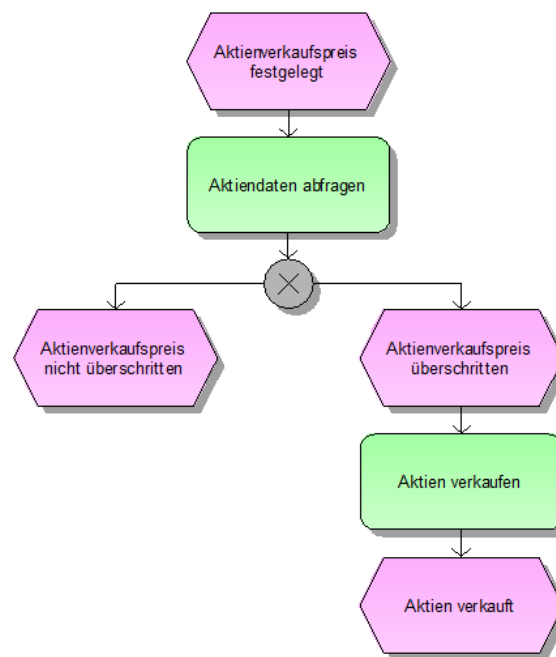 Aktienverkaufspreis
festgelegt
Aktiendaten abfragen
Aktienverkaufspreis
nicht überschritten
Aktienverkaufspreis
überschritten
Aktien verkaufen
Aktien verkauft